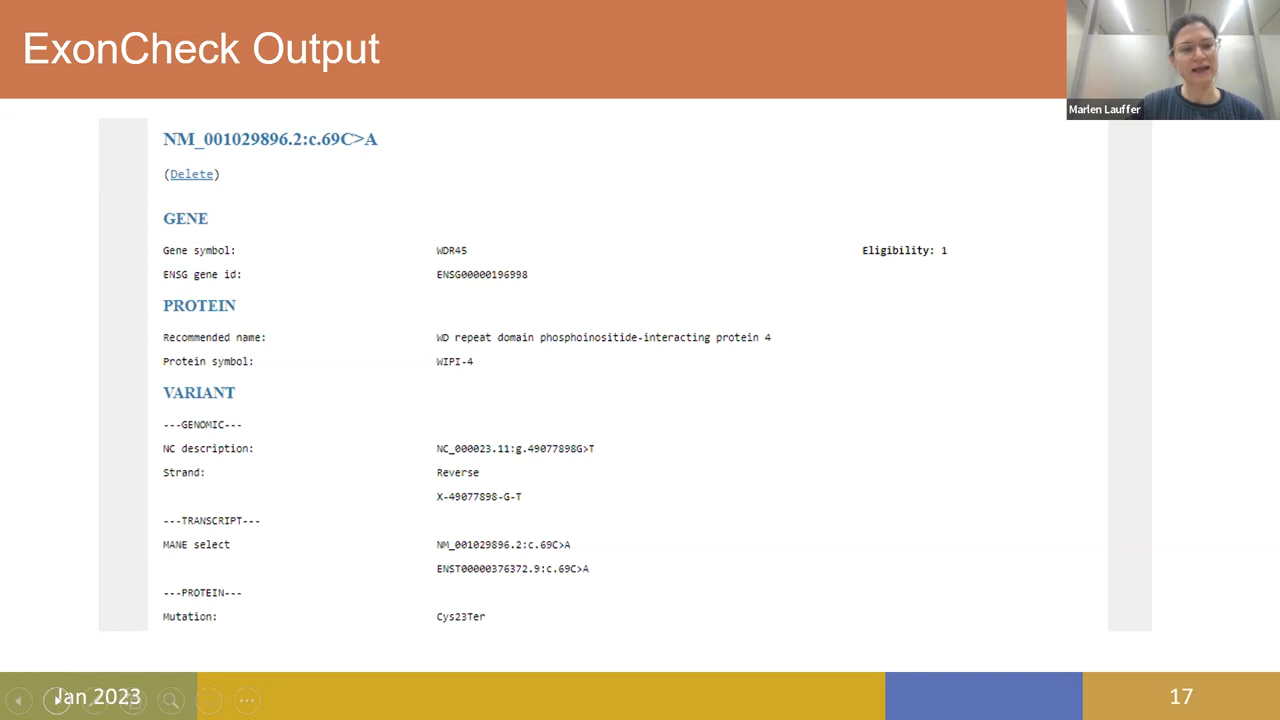 ExonCheck Output
Marlen Lauffer
NM_001029896.2:c.69C>A
(Delete)
GENE
Gene symbol: WDR45 Eligibility: 1
ENSG gene id: ENSG00000196998
PROTEIN
Recommended name: WD repeat domain phosphoinositide-interacting protein 4
Protein symbol: WIPI-4
VARIANT
---GENOMIC---
NC description: NC_000023.11:g.49077898G>T
Strand: Reverse
X-49077898-G-T
---TRANSCRIPT---
MANE select NM_001029896.2:c.69C>A
ENST00000376372.9:c.69C>A
---PROTEIN---
Mutation: Cys23Ter
Jan 2023
17